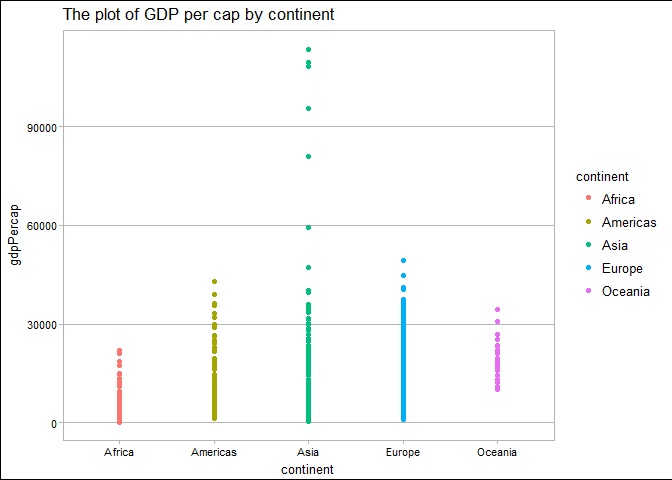 The plot of GDP per cap by continent
gdpPercap
90000
60000
30000
0
Africa
Americas
Asia
Europe
Oceania
continent
continent
Africa
Americas
Asia
Europe
Oceania